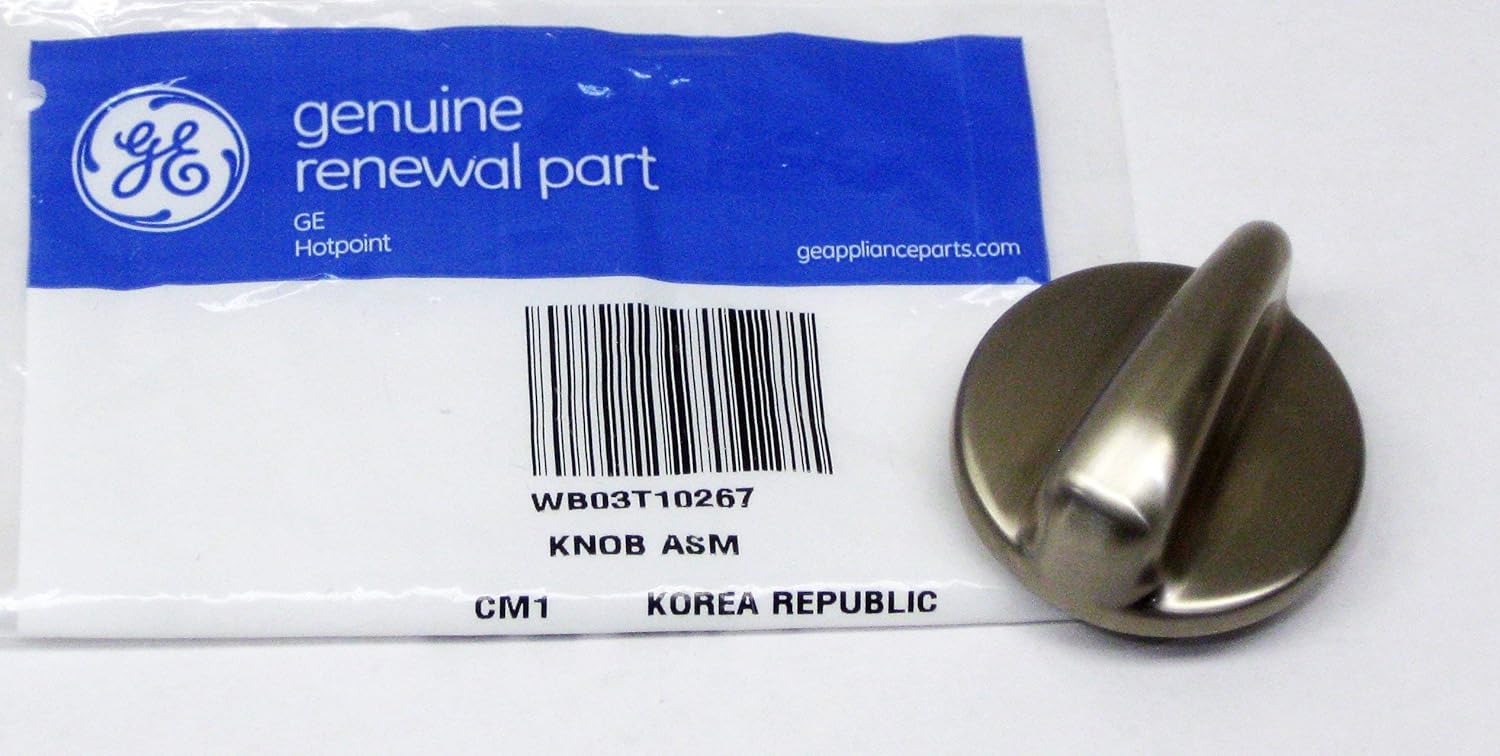 GE
genuine
renewal part
GE
Hotpoint
geapplianceparts.com
WB03T10267
KNOB ASM
CM1 KOREA REPUBLIC